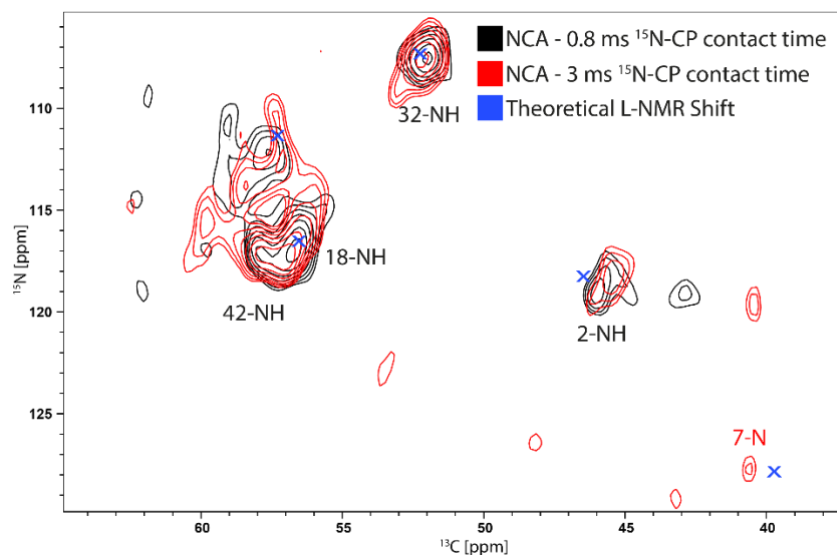 NCA - 0.8 ms ¹⁵N-CP contact time
NCA - 3 ms ¹⁵N-CP contact time
Theoretical L-NMR Shift
32-NH
18-NH
42-NH
2-NH
7-N
110
115
120
125
¹⁵N [ppm]
60
55
50
45
40
¹³C [ppm]